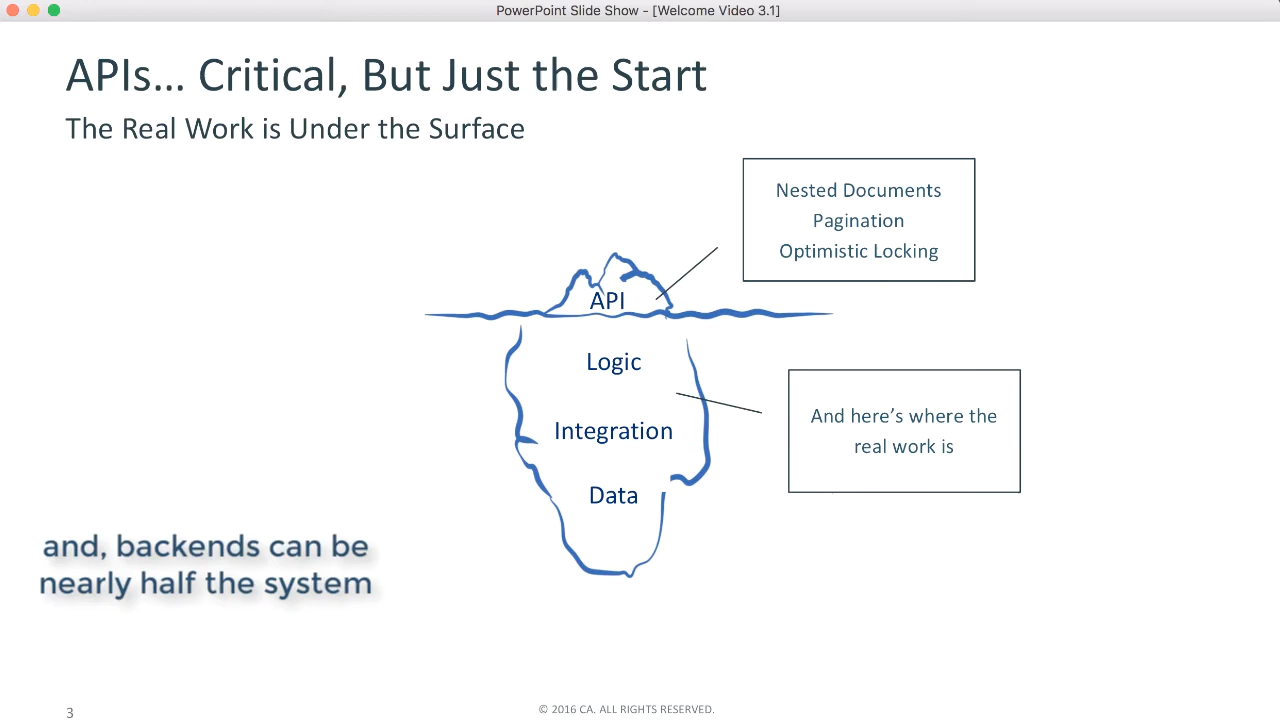 PowerPoint Slide Show - [Welcome Video 3.1]
APIs... Critical, But Just the Start
The Real Work is Under the Surface
Nested Documents
Pagination
Optimistic Locking
API
Logic
Integration
Data
And here’s where the
real work is
and, backends can be
nearly half the system
3
© 2016 CA. ALL RIGHTS RESERVED.